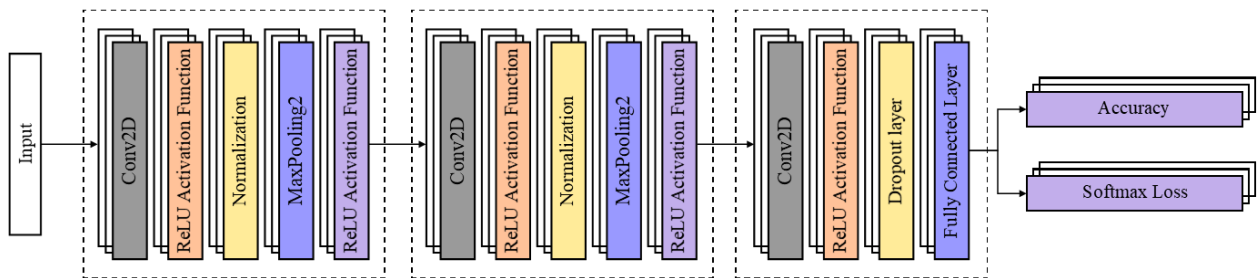 Input
Conv2D
ReLU Activation Function
Normalization
MaxPooling2
ReLU Activation Function
Conv2D
ReLU Activation Function
Normalization
MaxPooling2
ReLU Activation Function
Conv2D
ReLU Activation Function
Dropout layer
Fully Connected Layer
Accuracy
Softmax Loss